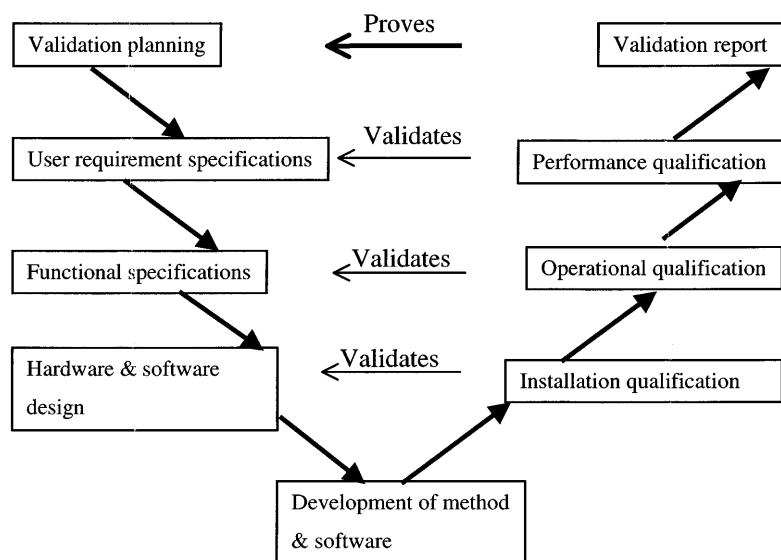 Validation planning
Proves
Validation report
User requirement specifications
Validates
Performance qualification
Functional specifications
Validates
Operational qualification
Hardware & software
design
Validates
Installation qualification
Development of method
& software